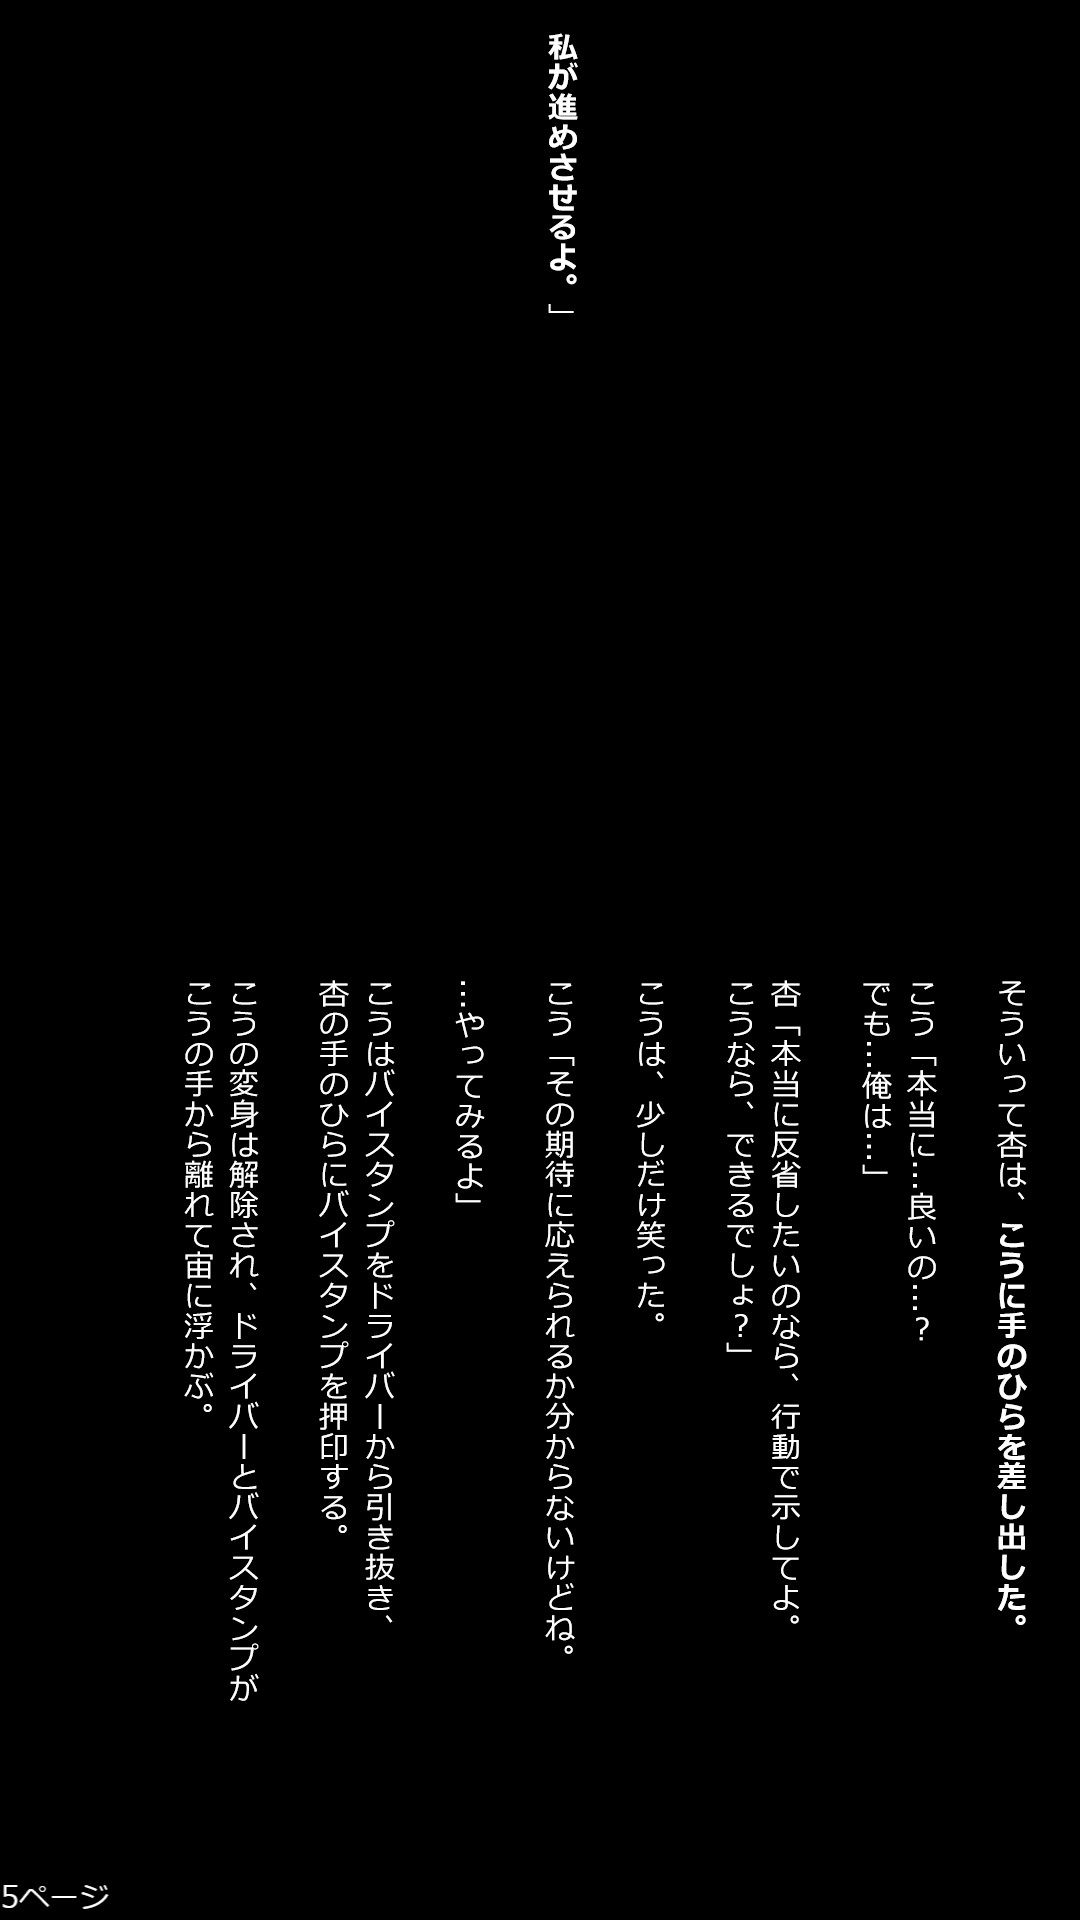 私が進めさせるよ。」
そういって杏は、こうに手のひらを差し出した。
こう「本当に…良いの…?
でも…俺は…」
杏「本当に反省したいのなら、行動で示してよ。
こうなら、できるでしょ?」
こうは、少しだけ笑った。
こう「その期待に応えられるか分からないけどね。
…やってみるよ」
こうはバイスタンプをドライバーから引き抜き、
杏の手のひらにバイスタンプを押印する。
こうの変身は解除され、ドライバーとバイスタンプが
こうの手から離れて宙に浮かぶ。
5ページ